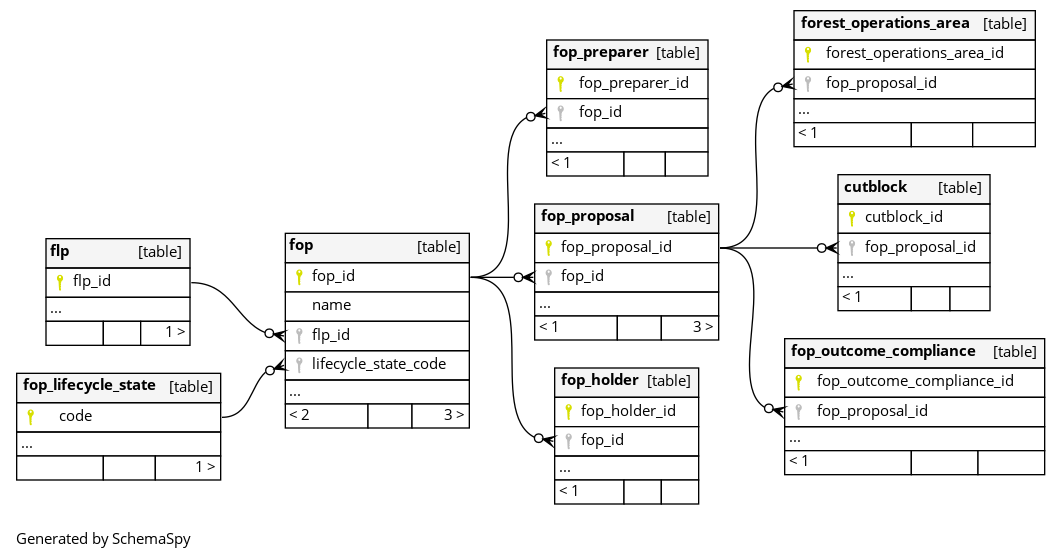 flp [table]
flp_id
...
1 >
fop_lifecycle_state [table]
code
...
1 >
fop [table]
fop_id
name
flp_id
lifecycle_state_code
...
< 2 3 >
fop_preparer [table]
fop_preparer_id
fop_id
...
< 1
fop_proposal [table]
fop_proposal_id
fop_id
...
< 1 3 >
fop_holder [table]
fop_holder_id
fop_id
...
< 1
forest_operations_area [table]
forest_operations_area_id
fop_proposal_id
...
< 1
cutblock [table]
cutblock_id
fop_proposal_id
...
< 1
fop_outcome_compliance [table]
fop_outcome_compliance_id
fop_proposal_id
...
< 1
Generated by SchemaSpy